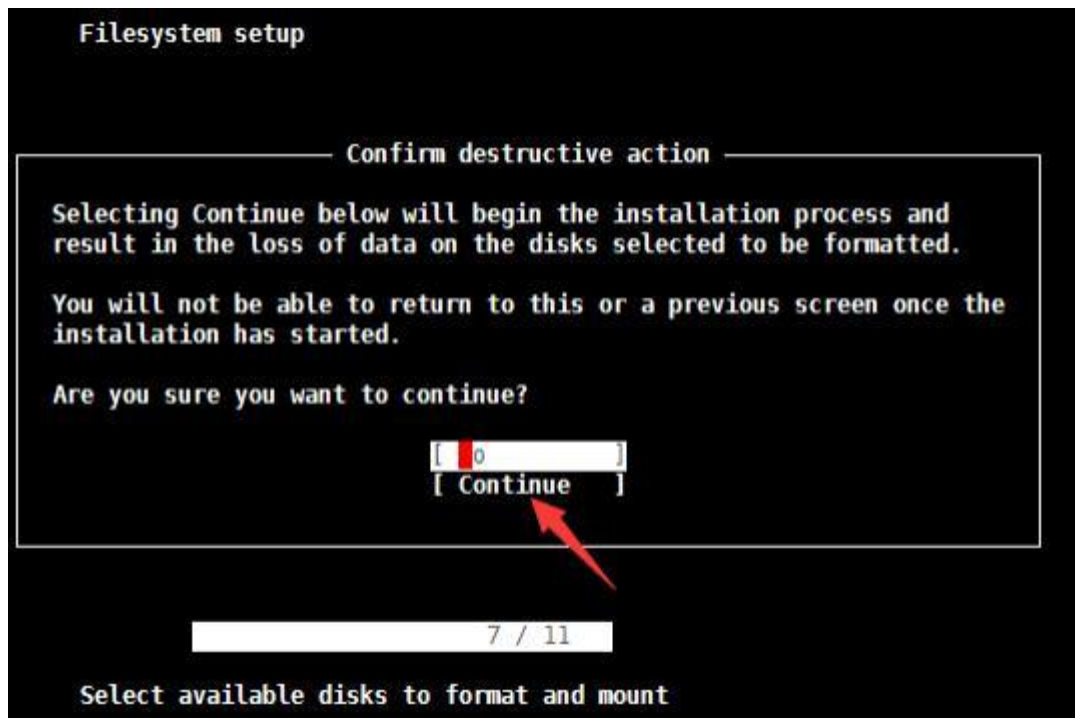 Filesystem setup
Confirm destructive action
Selecting Continue below will begin the installation process and
result in the loss of data on the disks selected to be formatted.
You will not be able to return to this or a previous screen once the
installation has started.
Are you sure you want to continue?
[ o ]
[ Continue ]
7 / 11
Select available disks to format and mount